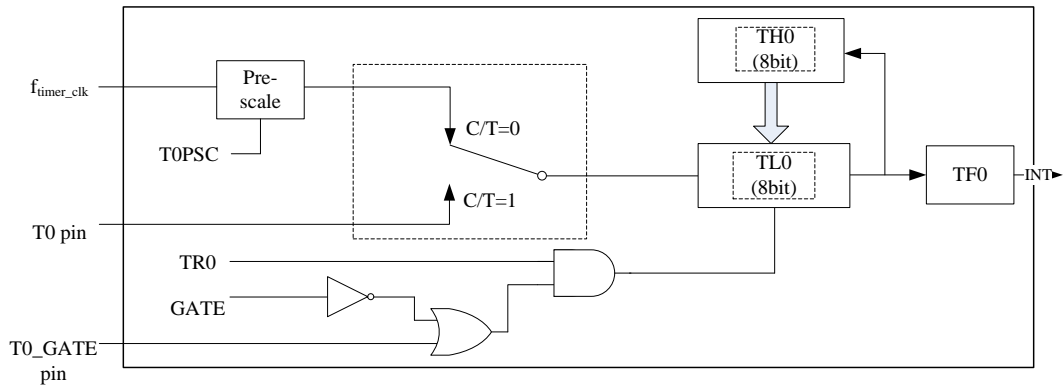 TH0
(8bit)
f_timer_clk
Pre-
scale
C/T=0
T0PSC
TL0
(8bit)
TF0
INT
C/T=1
T0 pin
TR0
GATE
T0_GATE
pin